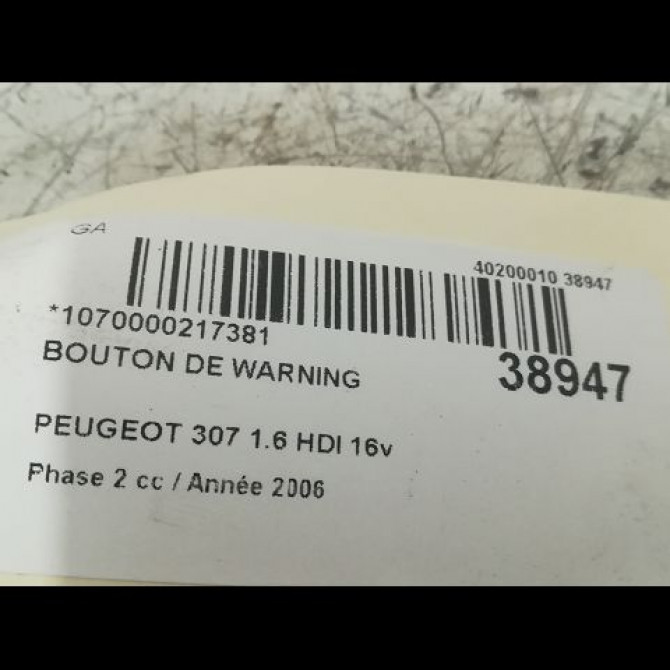 GA
40200010 38947
*1070000217381
38947
BOUTON DE WARNING
PEUGEOT 307 1.6 HDI 16v
Phase 2 cc / Année 2006